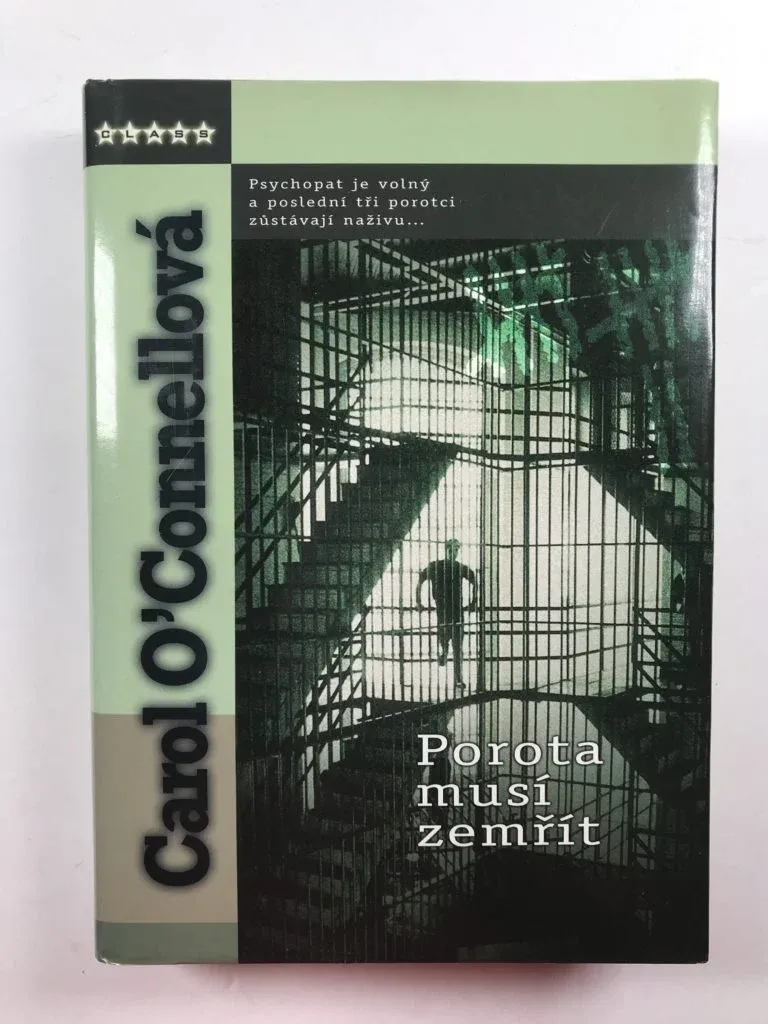 CLASS
Psychopat je volný
a poslední tři porotci
zůstávají naživu...
Carol O'Connellová
Porota
musí
zemřít